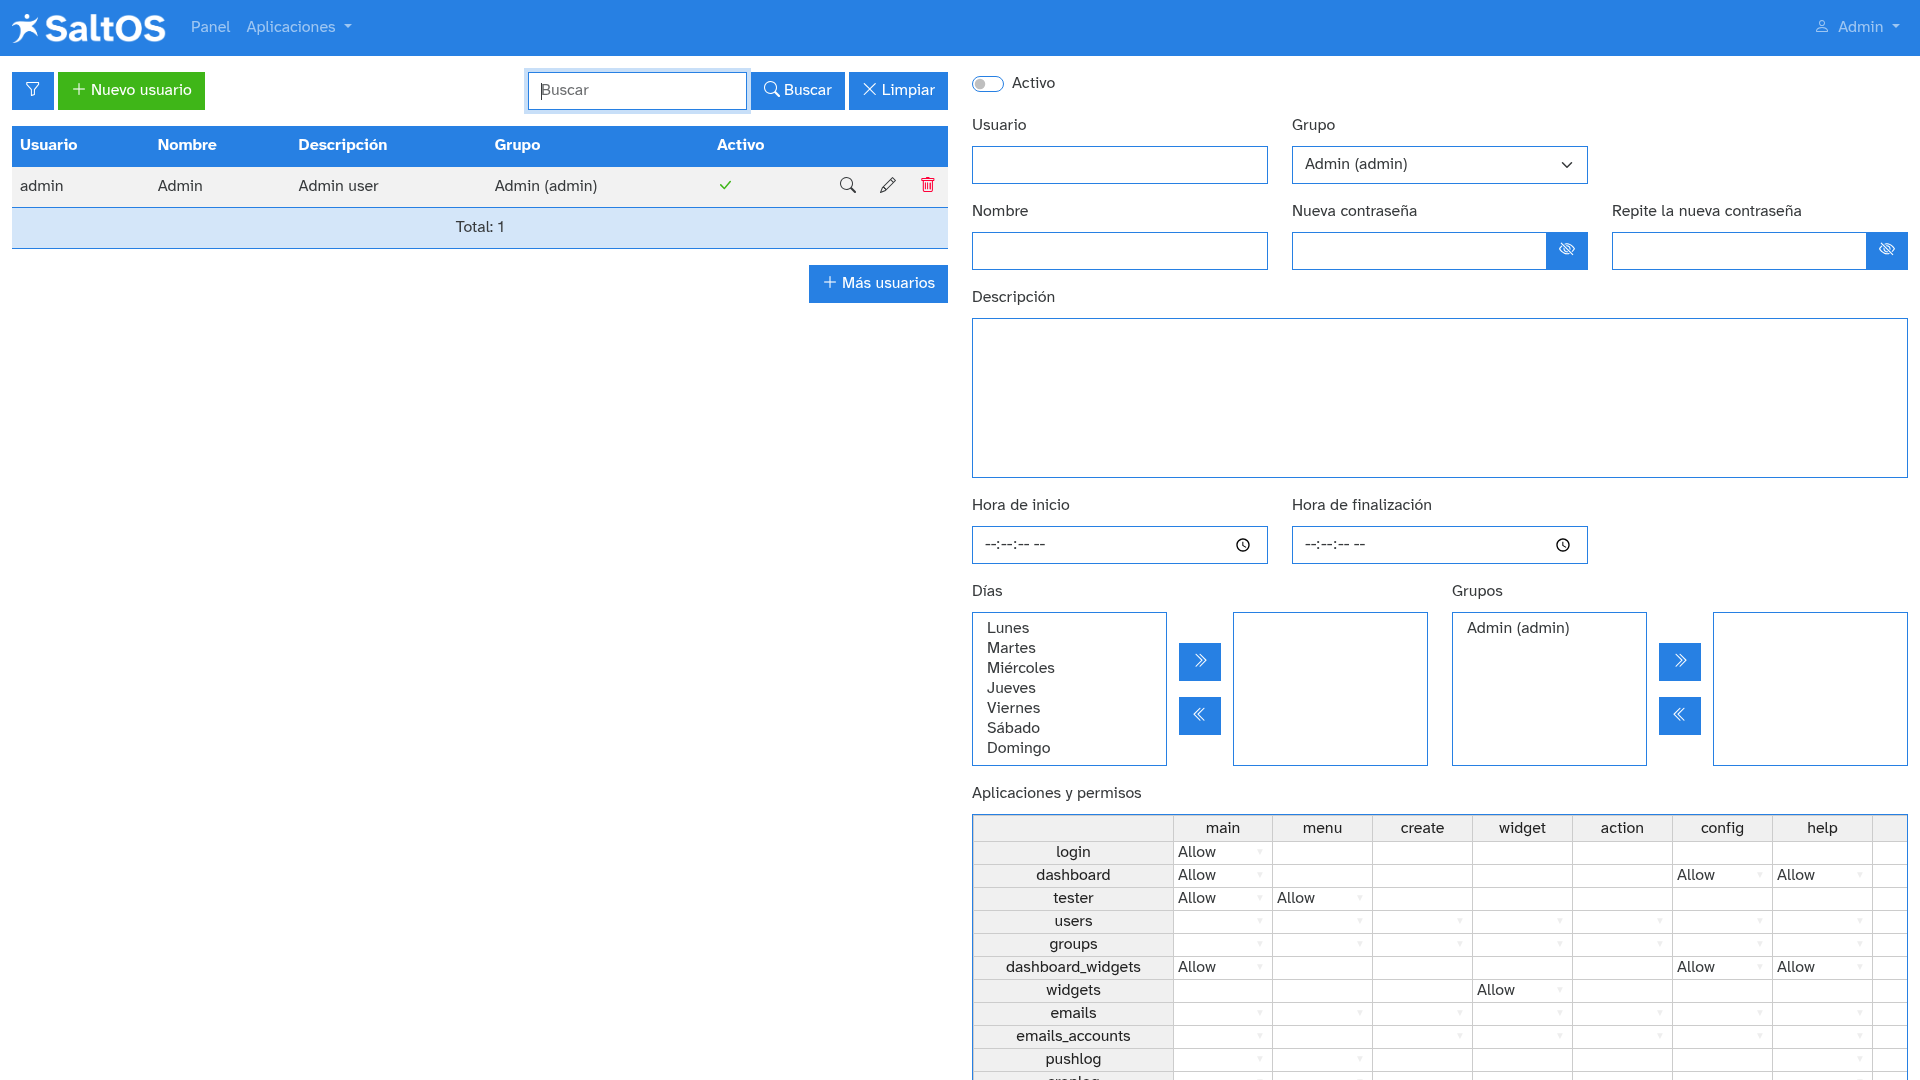 SaltOS Panel Aplicaciones Admin
Nuevo usuario Buscar Buscar Limpiar
Usuario Nombre Descripción Grupo Activo
admin Admin Admin user Admin (admin)
Total: 1
Más usuarios
Activo
Usuario Grupo
Admin (admin)
Nombre Nueva contraseña Repite la nueva contraseña
Descripción
Hora de inicio Hora de finalización
--:--:-- -- --:--:-- --
Días Grupos
Lunes Admin (admin)
Martes
Miércoles
Jueves
Viernes
Sábado
Domingo
Aplicaciones y permisos
main menu create widget action config help
login Allow
dashboard Allow Allow Allow
tester Allow Allow
users
groups
dashboard_widgets Allow Allow Allow
widgets Allow
emails
emails_accounts
pushlog